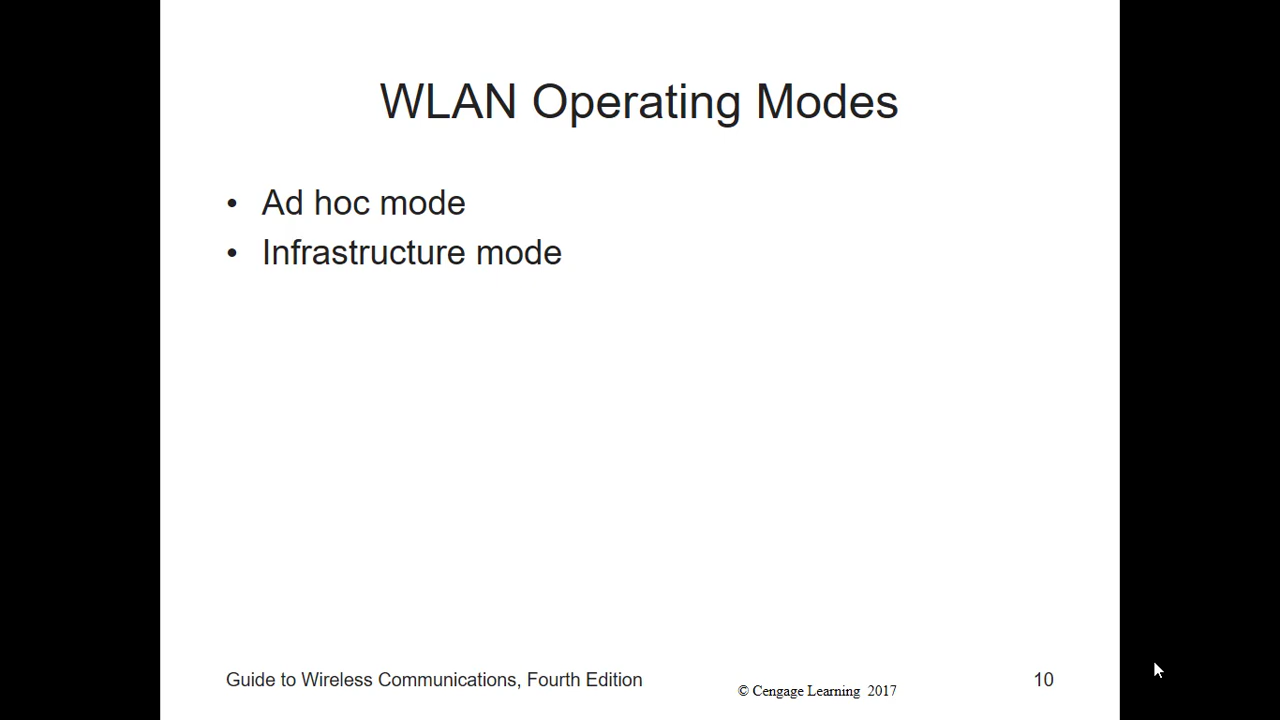 WLAN Operating Modes
• Ad hoc mode
• Infrastructure mode
Guide to Wireless Communications, Fourth Edition
© Cengage Learning 2017
10